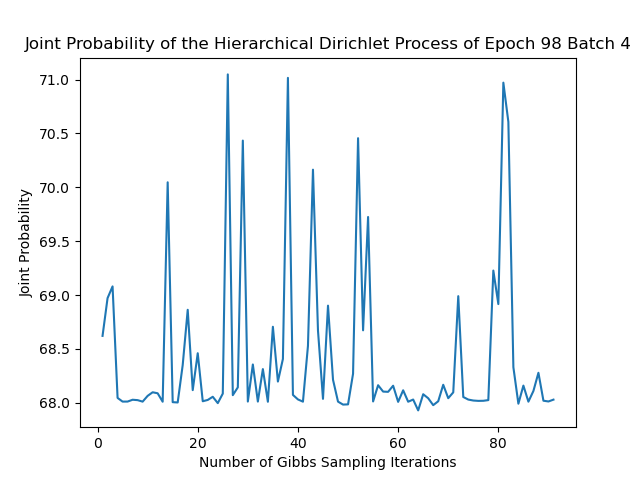 Joint Probability of the Hierarchical Dirichlet Process of Epoch 98 Batch 4
71.0
70.5
70.0
69.5
69.0
68.5
68.0
Joint Probability
0 20 40 60 80
Number of Gibbs Sampling Iterations